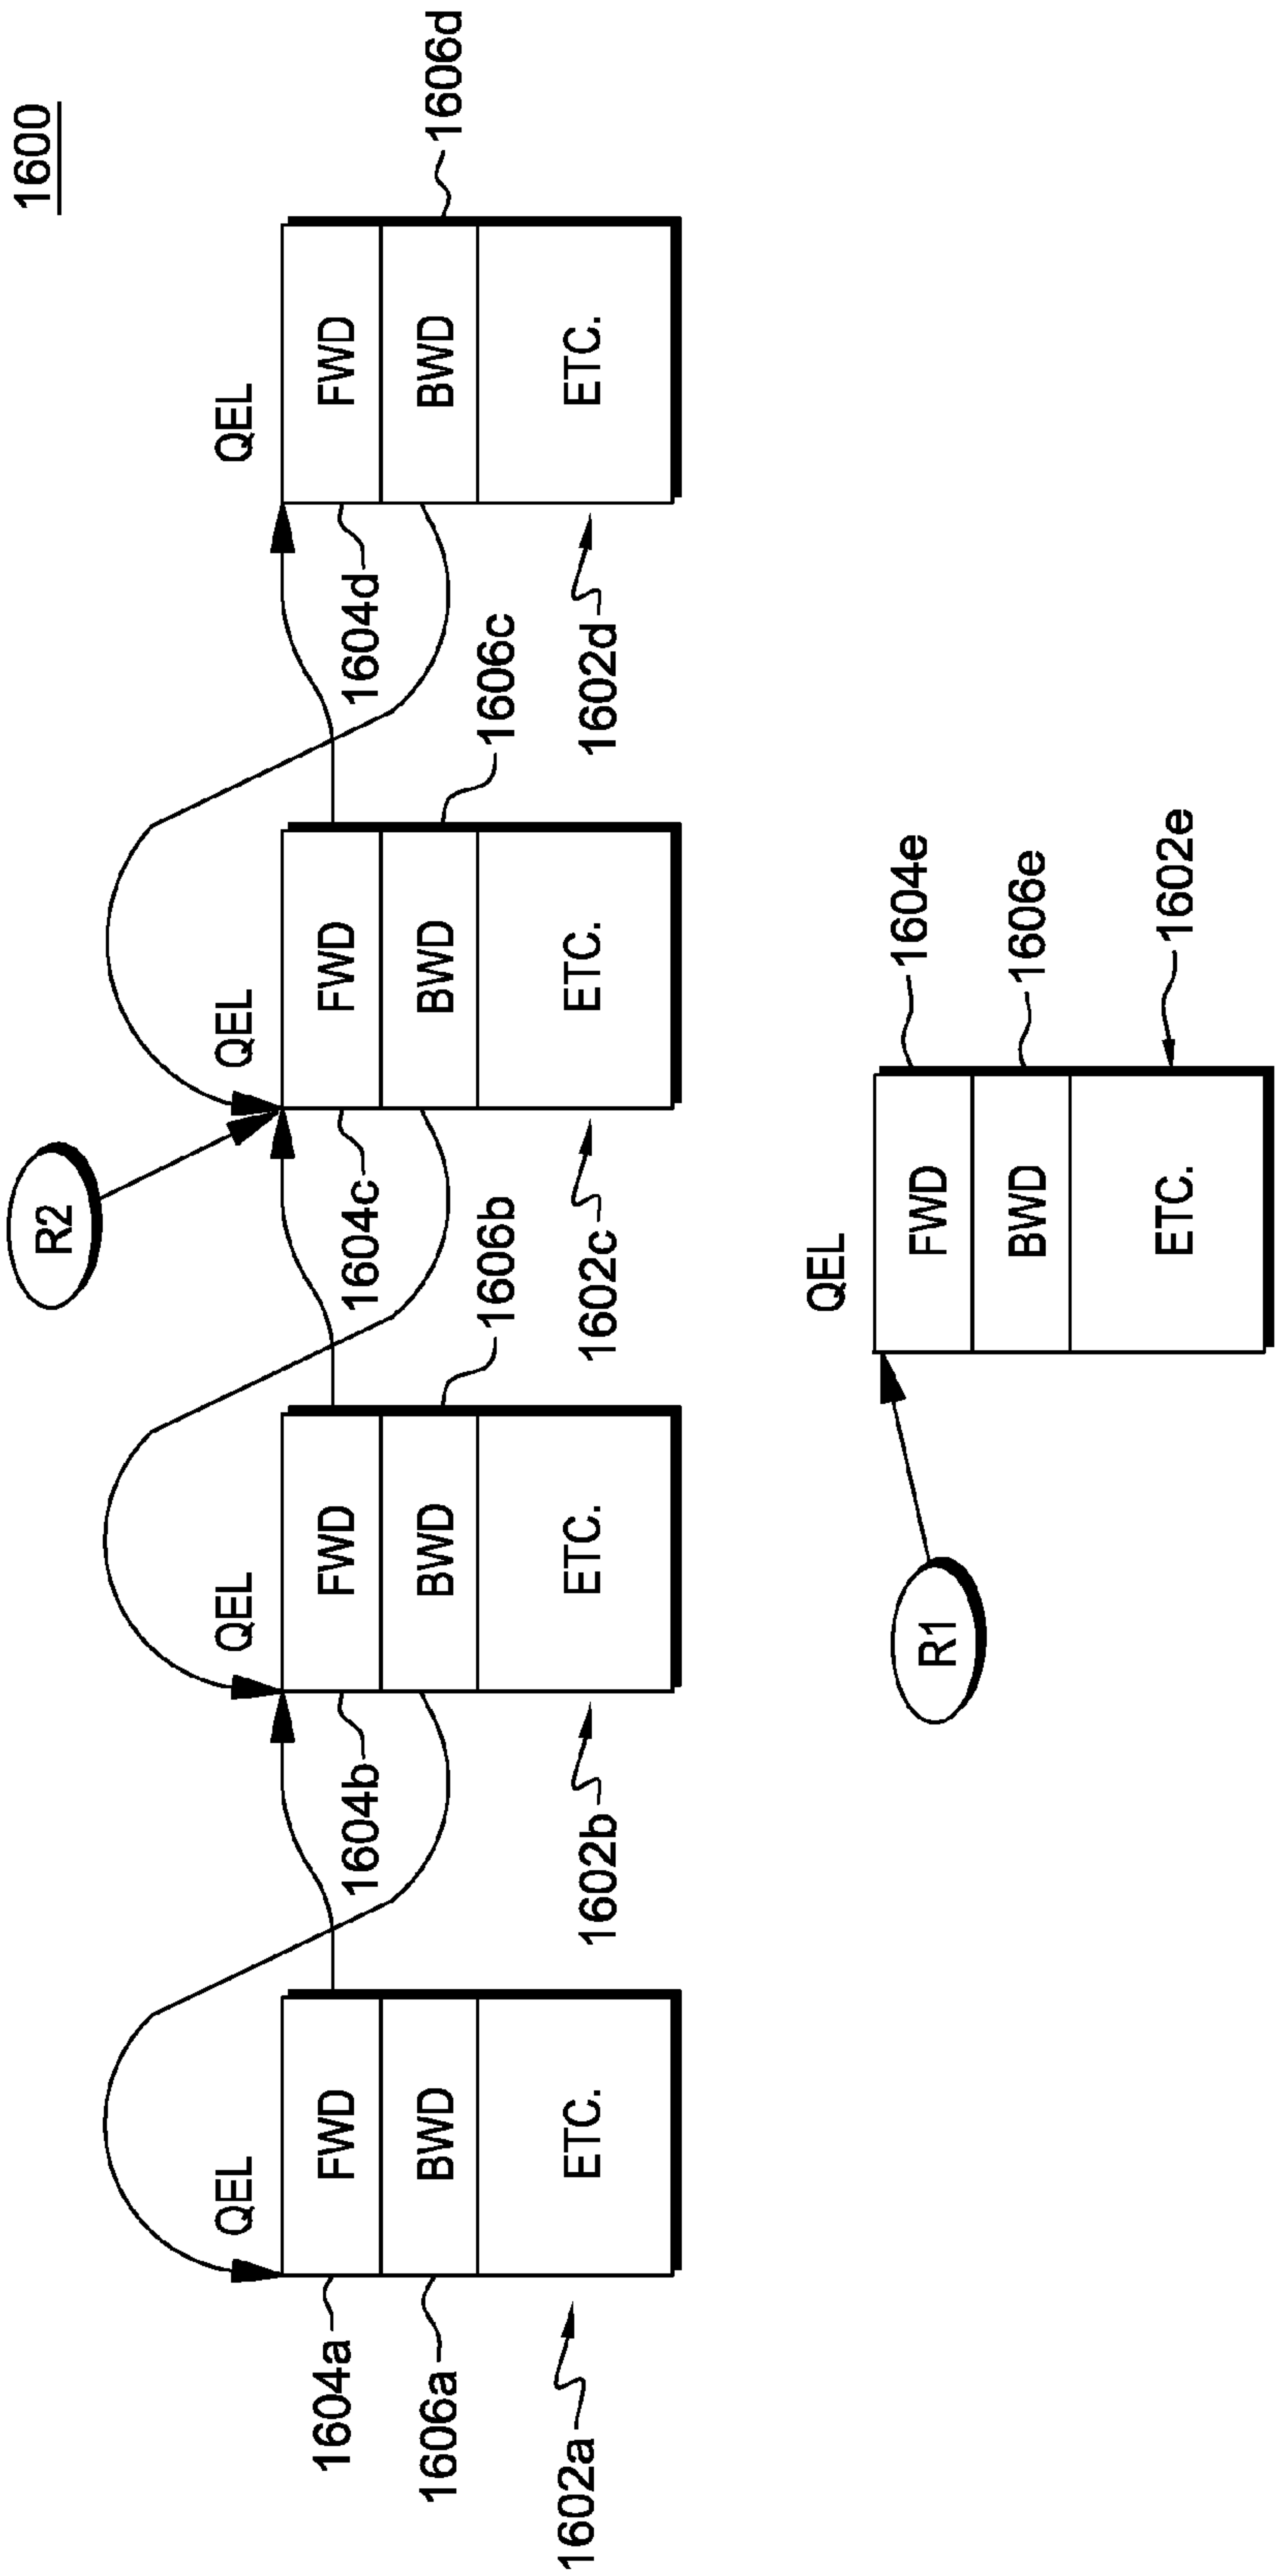 1600
R2
QEL
QEL
QEL
QEL
1604a
FWD
1604b
FWD
1604c
FWD
1604d
FWD
1606a
BWD
BWD
1606b
BWD
1606c
BWD
1606d
1602a
ETC.
1602b
ETC.
1602c
ETC.
1602d
ETC.
QEL
R1
FWD
1604e
BWD
1606e
ETC.
1602e